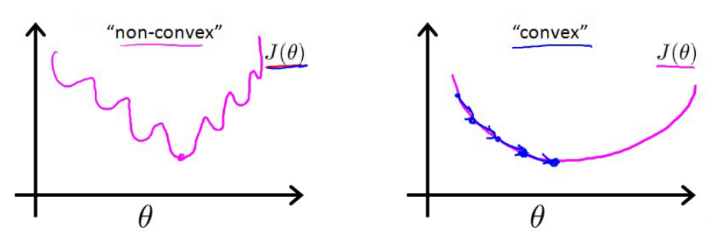 “non-convex”
J(θ)
θ
“convex”
J(θ)
θ